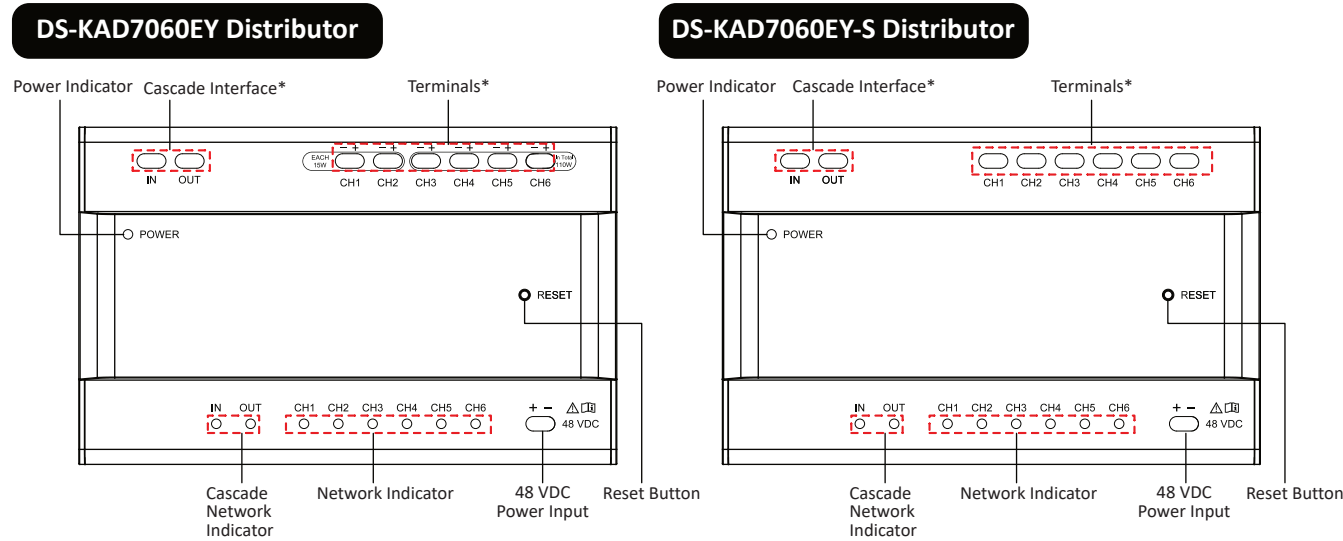 DS-KAD7060EY Distributor
Power Indicator
Cascade Interface*
Terminals*
EACH
15W
- + - + - + - + - + - +
In Total
110W
IN OUT
CH1 CH2 CH3 CH4 CH5 CH6
POWER
RESET
IN OUT
CH1 CH2 CH3 CH4 CH5 CH6
+ -
48 VDC
Cascade
Network
Indicator
Network Indicator
48 VDC
Power Input
Reset Button
DS-KAD7060EY-S Distributor
Power Indicator
Cascade Interface*
Terminals*
IN OUT
CH1 CH2 CH3 CH4 CH5 CH6
POWER
RESET
IN OUT
CH1 CH2 CH3 CH4 CH5 CH6
+ -
48 VDC
Cascade
Network
Indicator
Network Indicator
48 VDC
Power Input
Reset Button